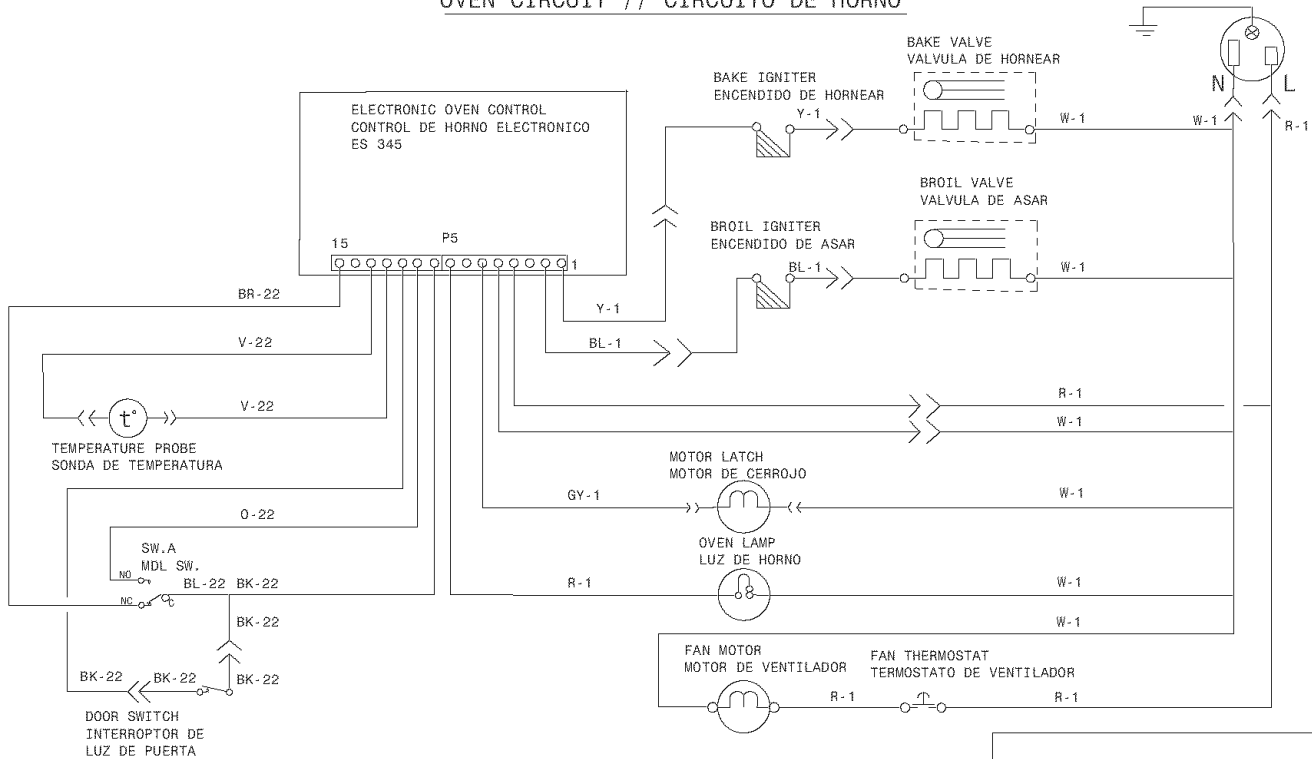 OVEN CIRCUIT // CIRCUITO DE HORNO
BAKE VALVE
VALVULA DE HORNEAR
N
L
BAKE IGNITER
ENCENDIDO DE HORNEAR
Y-1
W-1
W-1
R-1
ELECTRONIC OVEN CONTROL
CONTROL DE HORNO ELECTRONICO
ES 345
BROIL VALVE
VALVULA DE ASAR
BROIL IGNITER
ENCENDIDO DE ASAR
BL-1
W-1
15
P5
1
BR-22
Y-1
V-22
BL-1
V-22
R-1
t°
W-1
TEMPERATURE PROBE
SONDA DE TEMPERATURA
MOTOR LATCH
MOTOR DE CERROJO
GY-1
W-1
O-22
OVEN LAMP
LUZ DE HORNO
SW.A
MDL SW.
NO
BL-22
BK-22
R-1
W-1
NC
C
BK-22
W-1
FAN MOTOR
MOTOR DE VENTILADOR
FAN THERMOSTAT
TERMOSTATO DE VENTILADOR
BK-22
BK-22
BK-22
R-1
R-1
DOOR SWITCH
INTERROPTOR DE
LUZ DE PUERTA